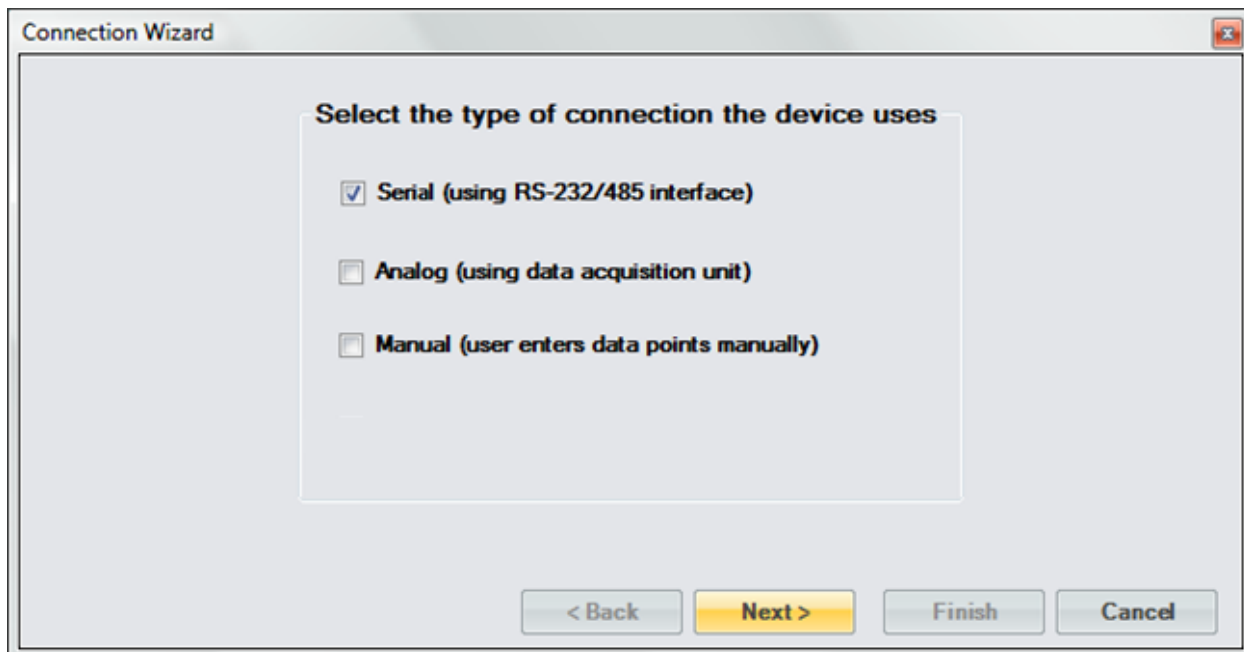 Connection Wizard
Select the type of connection the device uses
Serial (using RS-232/485 interface)
Analog (using data acquisition unit)
Manual (user enters data points manually)
< Back Next > Finish Cancel